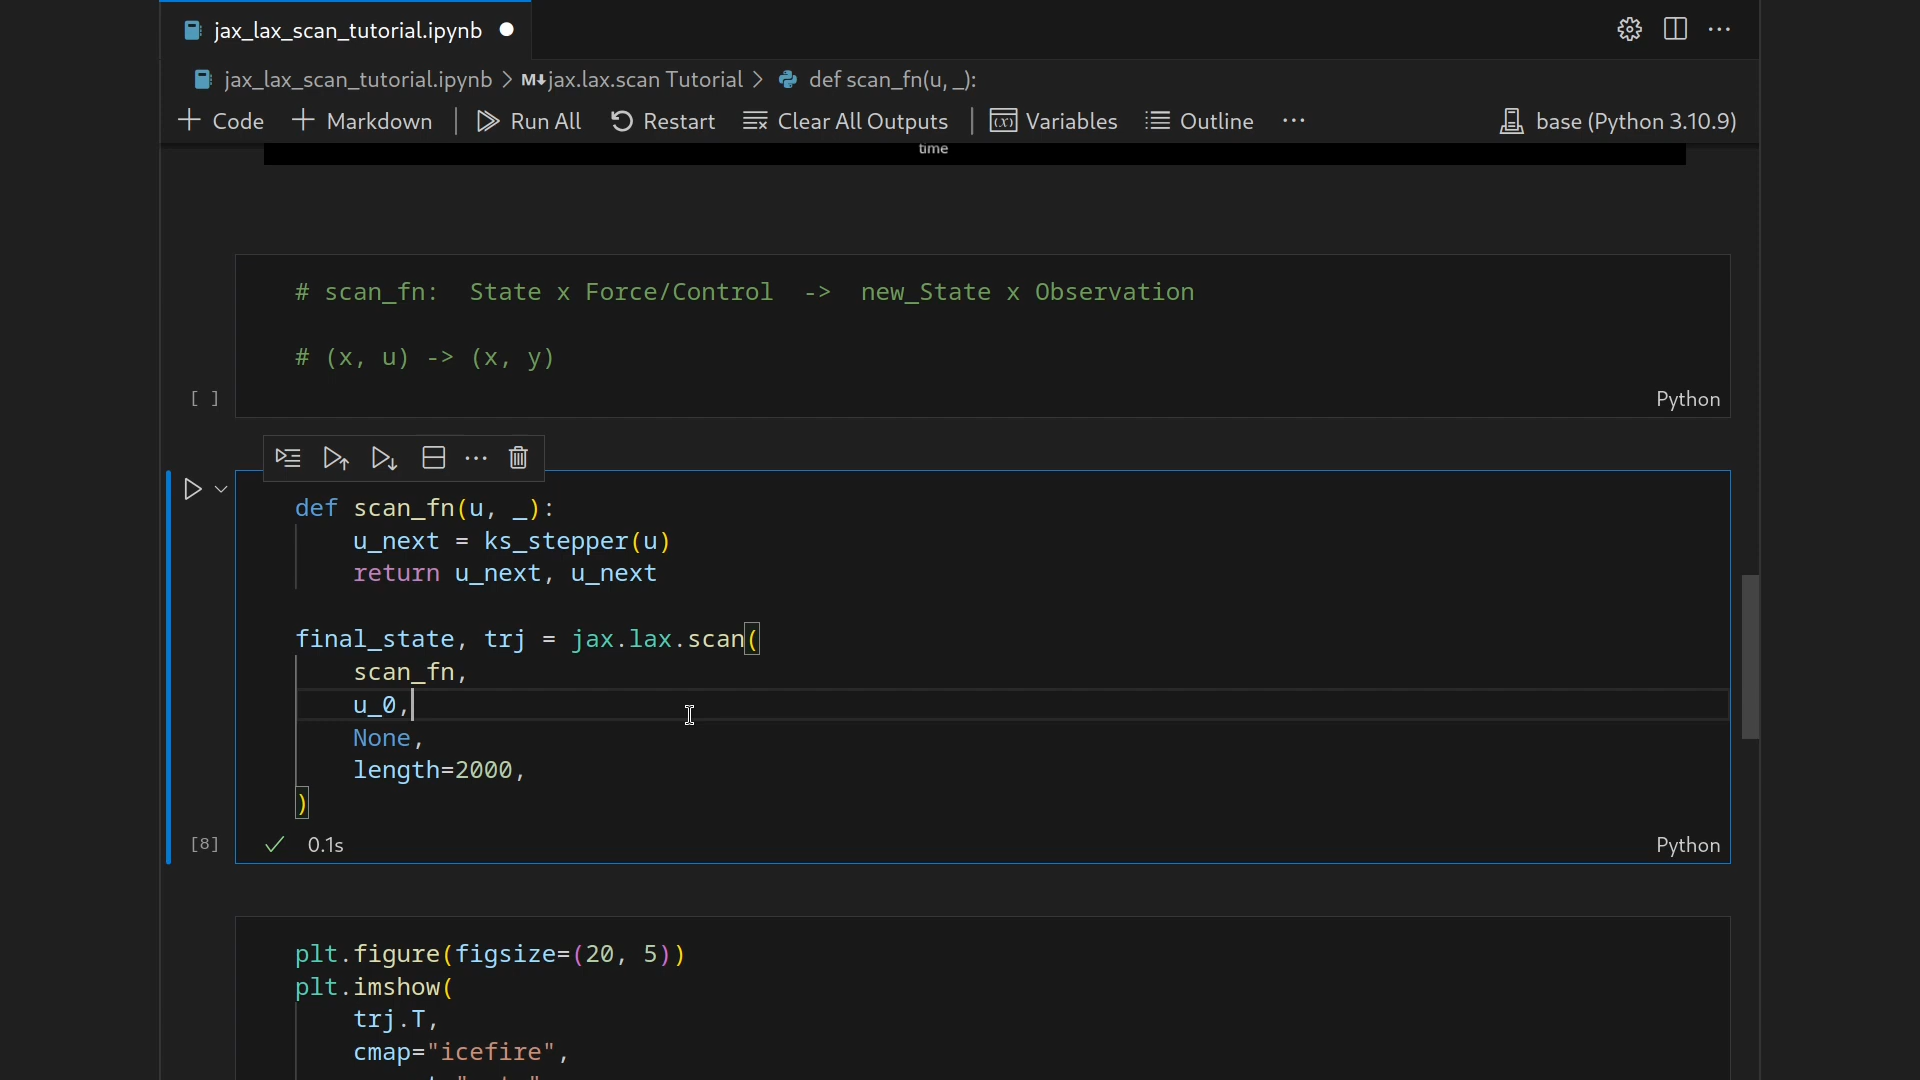 jax_lax_scan_tutorial.ipynb
jax_lax_scan_tutorial.ipynb > M↓jax.lax.scan Tutorial > def scan_fn(u, _):
+ Code + Markdown | Run All Restart Clear All Outputs | (x) Variables Outline ... base (Python 3.10.9)
time
# scan_fn:  State x Force/Control  ->  new_State x Observation
# (x, u) -> (x, y)
[ ] Python
def scan_fn(u, _):
    u_next = ks_stepper(u)
    return u_next, u_next
final_state, trj = jax.lax.scan(
    scan_fn,
    u_0,
    None,
    length=2000,
)
[8] ✓ 0.1s Python
plt.figure(figsize=(20, 5))
plt.imshow(
    trj.T,
    cmap="icefire",